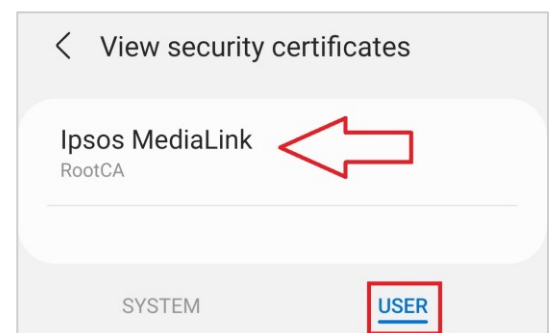 View security certificates
Ipsos MediaLink
RootCA
SYSTEM USER